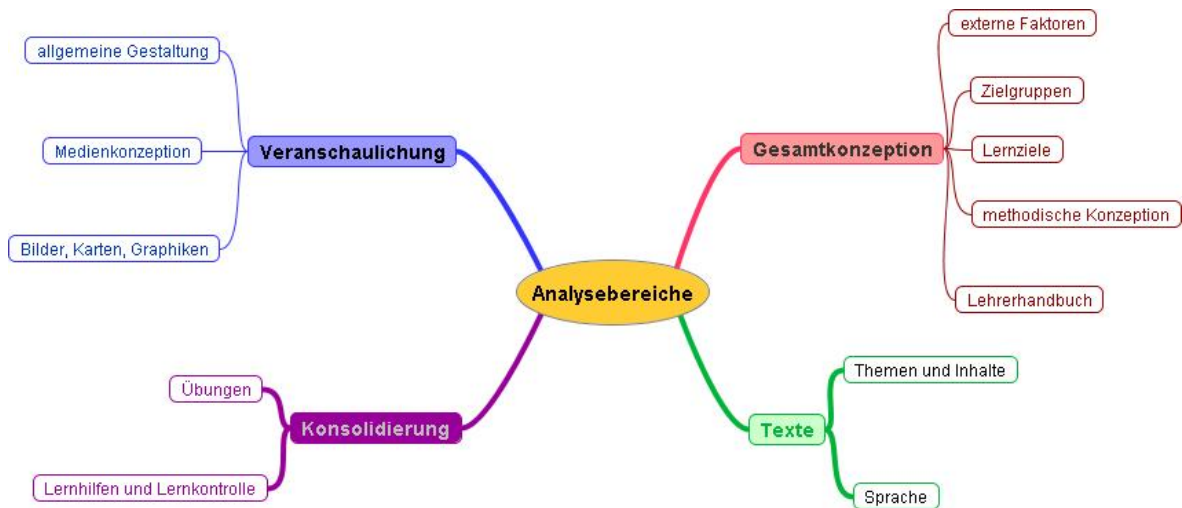 allgemeine Gestaltung
Medienkonzeption
Bilder, Karten, Graphiken
Veranschaulichung
externe Faktoren
Zielgruppen
Lernziele
methodische Konzeption
Lehrerhandbuch
Gesamtkonzeption
Analysebereiche
Übungen
Lernhilfen und Lernkontrolle
Konsolidierung
Themen und Inhalte
Sprache
Texte